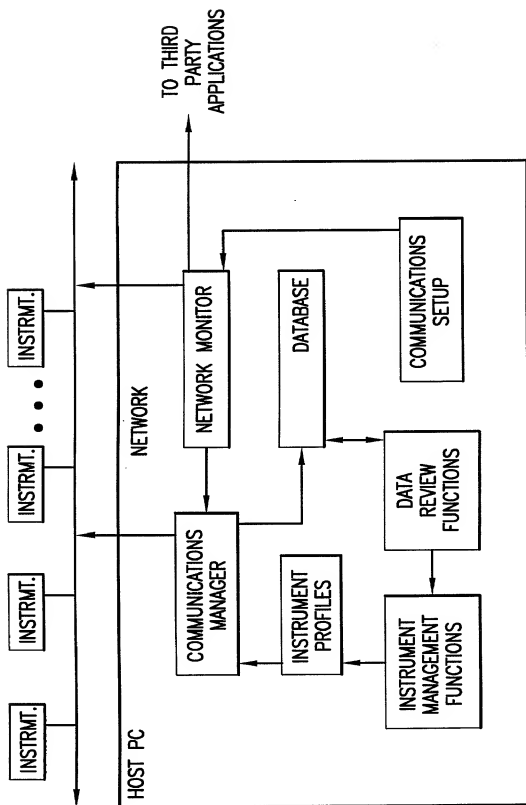 INSTRMT.
INSTRMT.
INSTRMT.
INSTRMT.
HOST PC
NETWORK
TO THIRD
PARTY
APPLICATIONS
COMMUNICATIONS
MANAGER
NETWORK MONITOR
INSTRUMENT
PROFILES
DATABASE
INSTRUMENT
MANAGEMENT
FUNCTIONS
DATA
REVIEW
FUNCTIONS
COMMUNICATIONS
SETUP